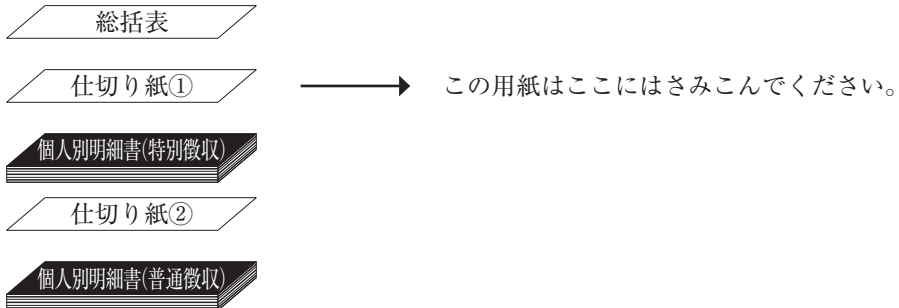 総括表
仕切り紙①
この用紙はここにはさみこんでください。
個人別明細書(特別徴収)
仕切り紙②
個人別明細書(普通徴収)